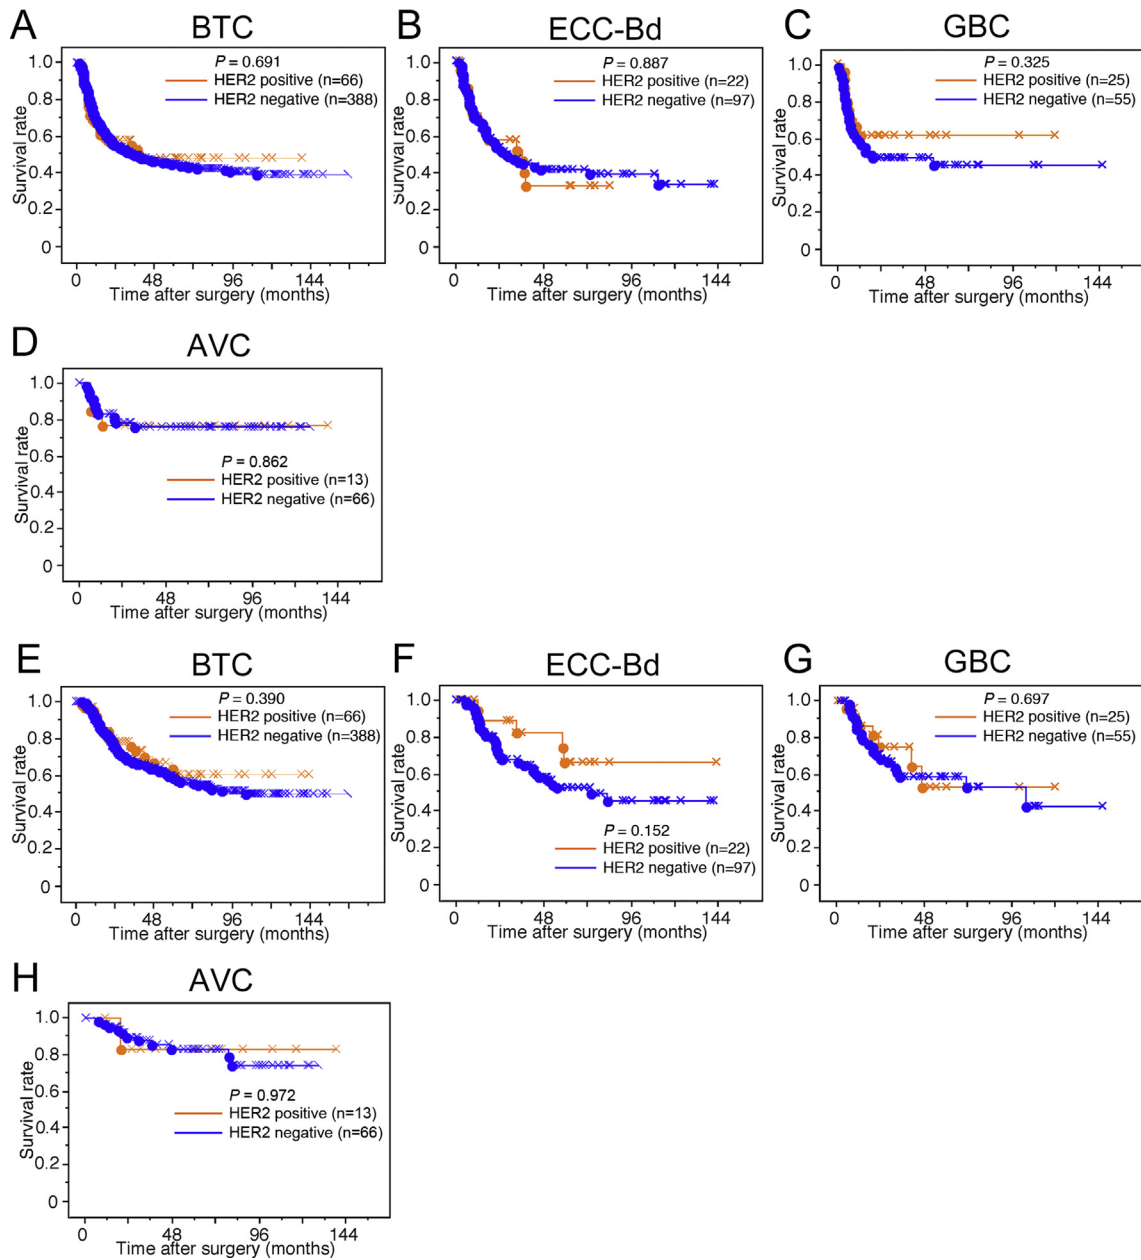 A
BTC
P = 0.691
HER2 positive (n=66)
HER2 negative (n=388)
1.0
0.8
0.6
0.4
0.2
0
Survival rate
0 48 96 144
Time after surgery (months)
B
ECC-Bd
P = 0.887
HER2 positive (n=22)
HER2 negative (n=97)
1.0
0.8
0.6
0.4
0.2
0
Survival rate
0 48 96 144
Time after surgery (months)
C
GBC
P = 0.325
HER2 positive (n=25)
HER2 negative (n=55)
1.0
0.8
0.6
0.4
0.2
0
Survival rate
0 48 96 144
Time after surgery (months)
D
AVC
1.0
0.8
0.6
0.4
0.2
0
Survival rate
P = 0.862
HER2 positive (n=13)
HER2 negative (n=66)
0 48 96 144
Time after surgery (months)
E
BTC
P = 0.390
HER2 positive (n=66)
HER2 negative (n=388)
1.0
0.8
0.6
0.4
0.2
0
Survival rate
0 48 96 144
Time after surgery (months)
F
ECC-Bd
1.0
0.8
0.6
0.4
0.2
0
Survival rate
P = 0.152
HER2 positive (n=22)
HER2 negative (n=97)
0 48 96 144
Time after surgery (months)
G
GBC
P = 0.697
HER2 positive (n=25)
HER2 negative (n=55)
1.0
0.8
0.6
0.4
0.2
0
Survival rate
0 48 96 144
Time after surgery (months)
H
AVC
1.0
0.8
0.6
0.4
0.2
0
Survival rate
P = 0.972
HER2 positive (n=13)
HER2 negative (n=66)
0 48 96 144
Time after surgery (months)